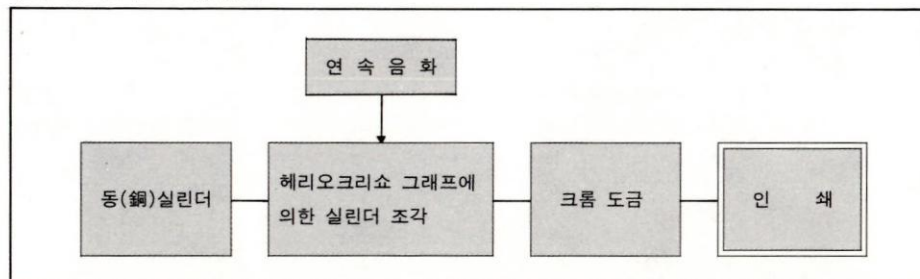 연 속 음 화
동(銅)실린더
헤리오크리쇼 그래프에
의한 실린더 조각
크롬 도금
인 쇄